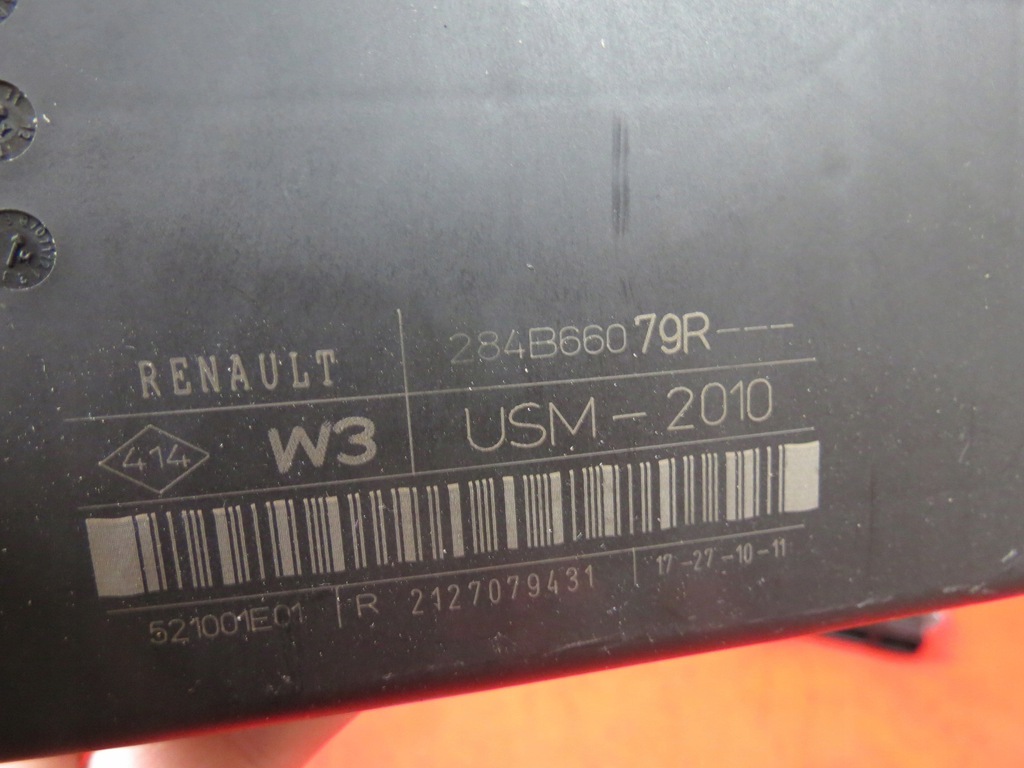 RENAULT 284B66079R---
414 W3 USM-2010
521001E01 R 2127079431 17-27-10-11